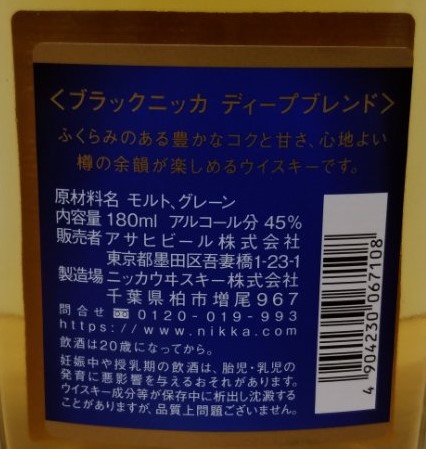 <ブラックニッカ ディープブレンド>
ふくらみのある豊かなコクと甘さ、心地よい
樽の余韻が楽しめるウイスキーです。
原材料名 モルト、グレーン
内容量 180ml アルコール分 45%
販売者 アサヒビール株式会社
東京都墨田区吾妻橋1-23-1
製造場 ニッカウヰスキー株式会社
千葉県柏市増尾967
問合せ 0120-019-993
https://www.nikka.com
飲酒は20歳になってから。
妊娠中や授乳期の飲酒は、胎児・乳児の
発育に悪影響を与えるおそれがあります。
ウイスキー成分等が保存中に析出し沈澱する
ことがありますが、品質上問題ございません。
4 904230 067108